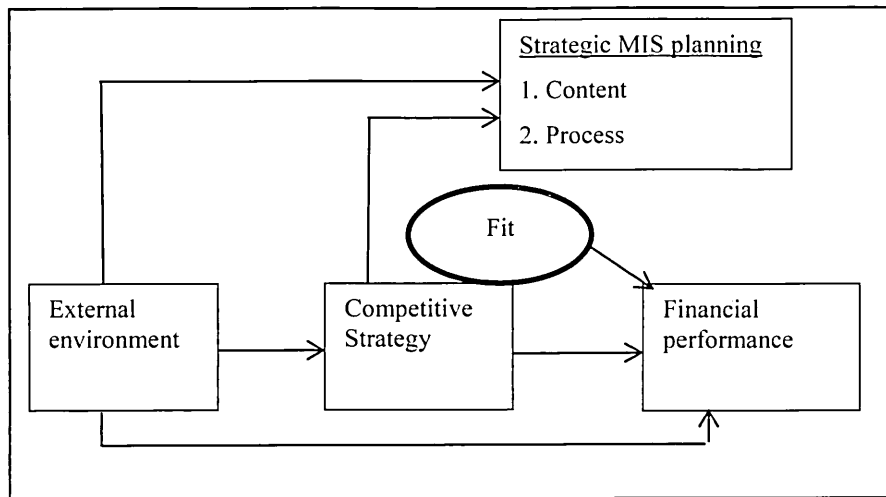 Strategic MIS planning
1. Content
2. Process
Fit
External
environment
Competitive
Strategy
Financial
performance